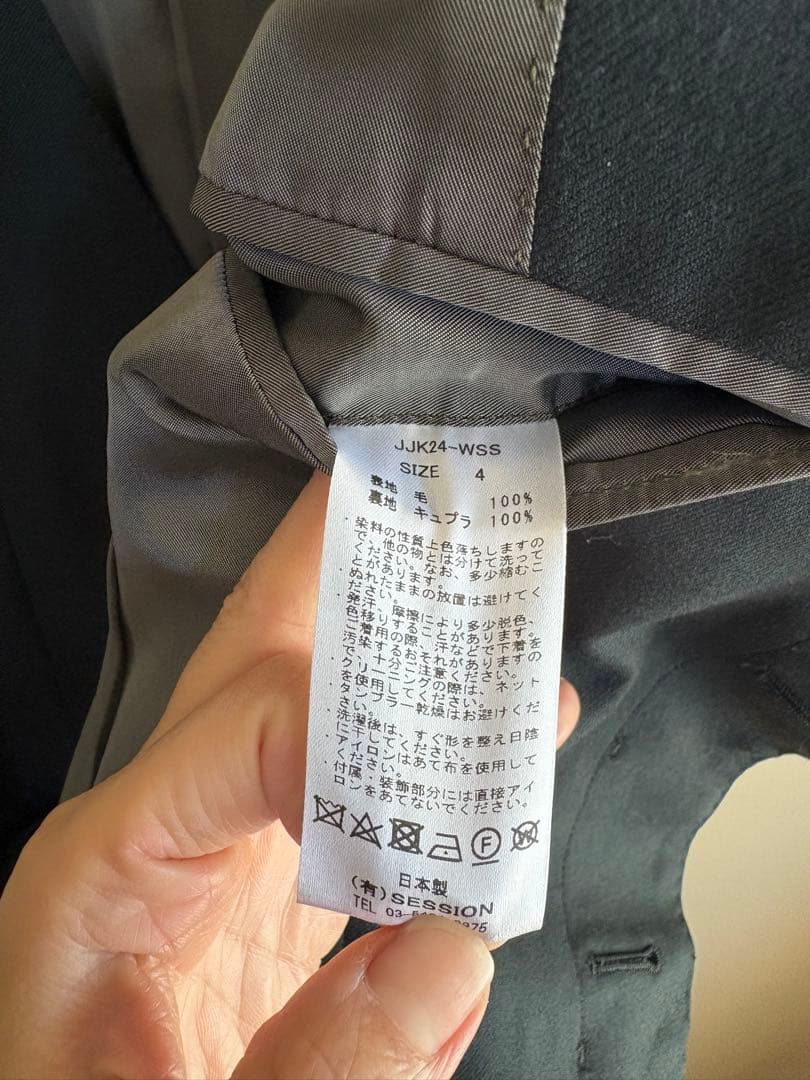 JJK24-WSS
SIZE 4
表地 毛 100%
裏地 キュプラ 100%
・染料の性質上色落ちしますの
で、他の物とは分けて洗って
ください。なお、多少縮むこ
とがあります。
・ぬれたままの放置は避けてく
ださい。
・発汗、摩擦により多少脱色、
色移りすることがあります。
ご着用の際、汗などで下着を
汚染するおそれがありますの
で、十分ご注意ください。
・クリーニングの際は、ネット
を使用してください。
・タンブラー乾燥はお避けくだ
さい。
・洗濯後は、すぐ形を整え日陰
に干してください。
・アイロンはあて布を使用して
ください。
・付属・装飾部分には直接アイ
ロンをあてないでください。
F W
日本製
(有)SESSION
TEL 03-